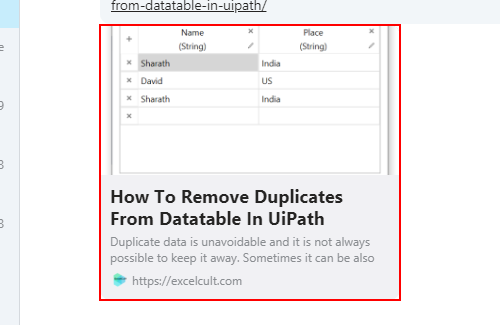 from-datatable-in-uipath/
Name Place
(String) (String)
Sharath India
David US
Sharath India
How To Remove Duplicates
From Datatable In UiPath
Duplicate data is unavoidable and it is not always
possible to keep it away. Sometimes it can be also
https://excelcult.com